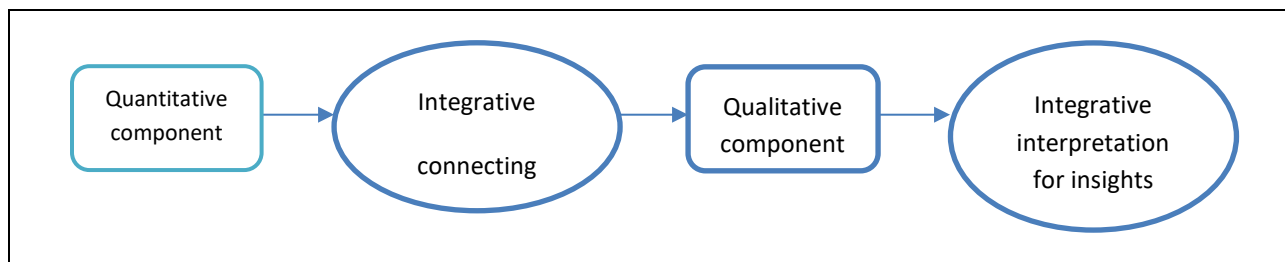 Quantitative
component
Integrative
connecting
Qualitative
component
Integrative
interpretation
for insights